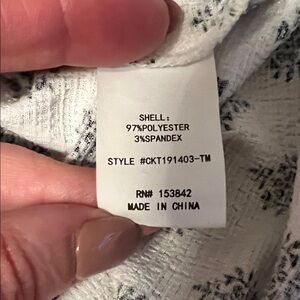 SHELL:
97%POLYESTER
3%SPANDEX
STYLE #CKT191403-TM
RN# 153842
MADE IN CHINA